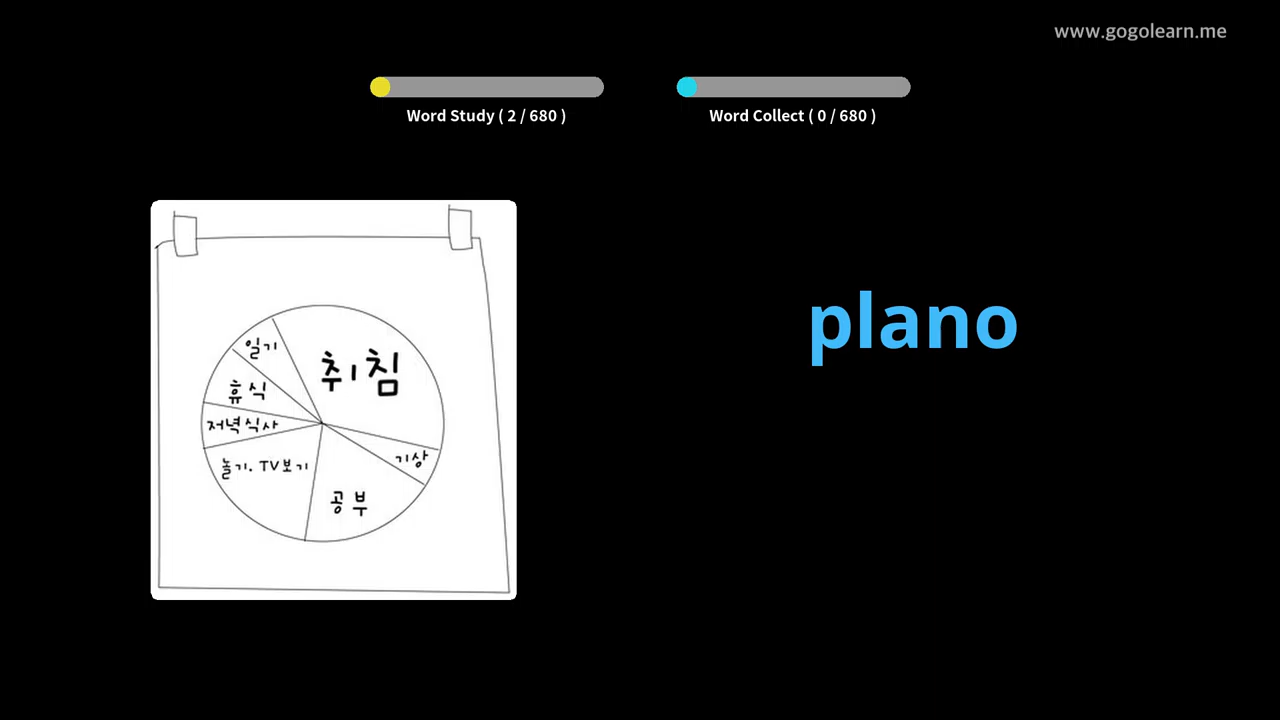 www.gogolearn.me
Word Study ( 2 / 680 )
Word Collect ( 0 / 680 )
plano
일기
취침
휴식
저녁식사
기상
놀기. TV보기
공부